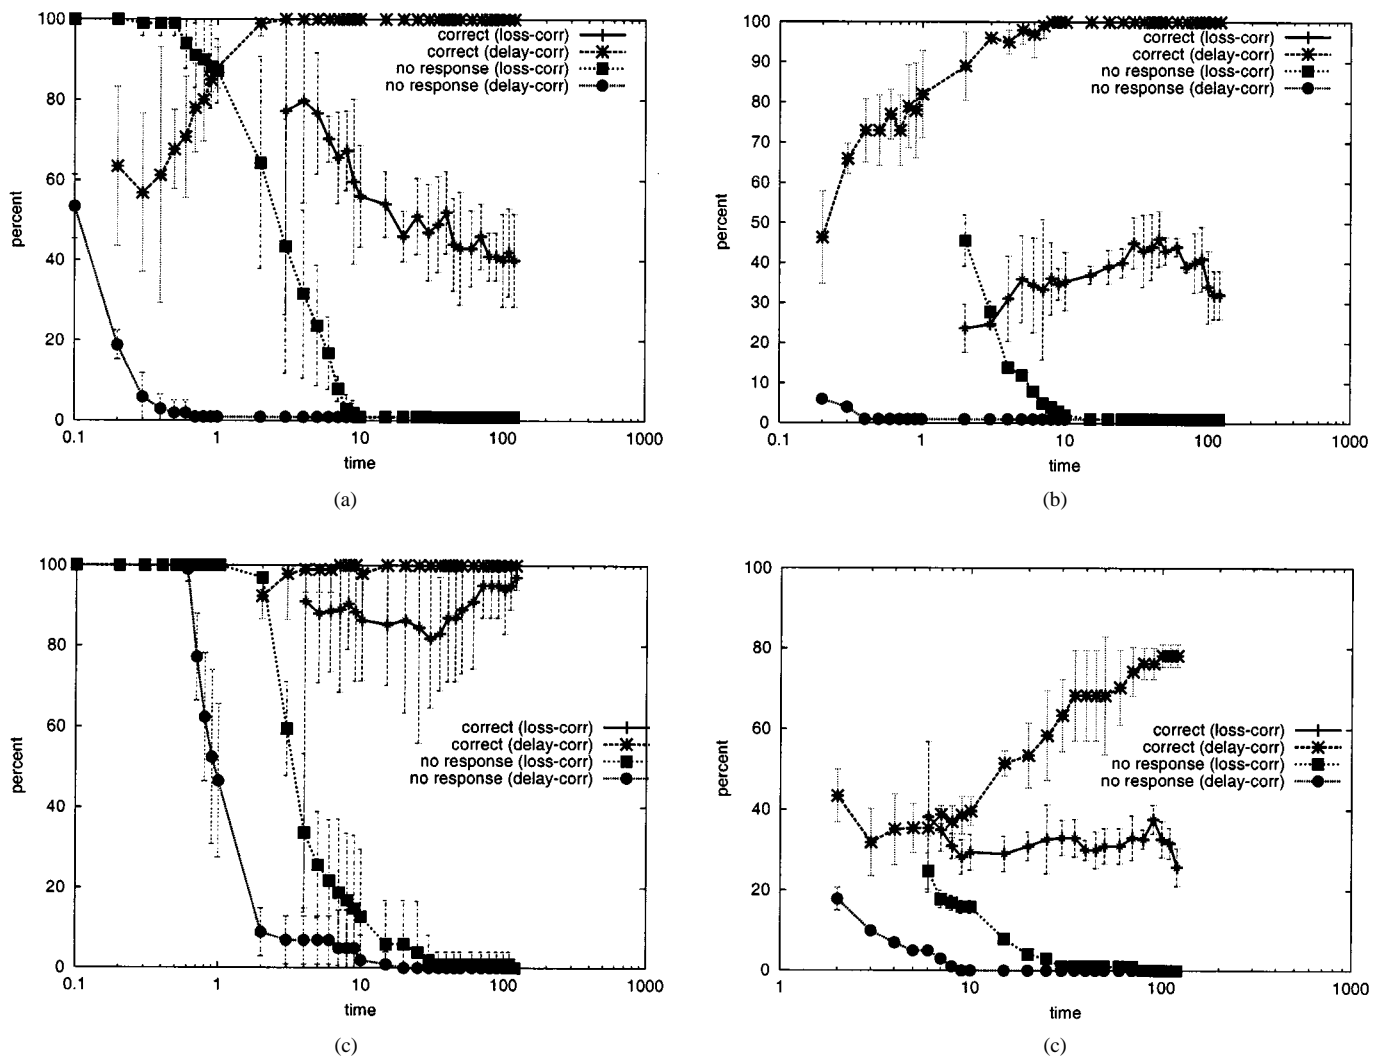 100
80
60
40
20
0
percent
0.1
1
10
100
1000
time
correct (loss-corr)
correct (delay-corr)
no response (loss-corr)
no response (delay-corr)
(a)
100
90
80
70
60
50
40
30
20
10
0
percent
0.1
1
10
100
1000
time
correct (loss-corr)
correct (delay-corr)
no response (loss-corr)
no response (delay-corr)
(b)
100
80
60
40
20
0
percent
0.1
1
10
100
1000
time
correct (loss-corr)
correct (delay-corr)
no response (loss-corr)
no response (delay-corr)
(c)
100
80
60
40
20
0
percent
1
10
100
1000
time
correct (loss-corr)
correct (delay-corr)
no response (loss-corr)
no response (delay-corr)
(c)